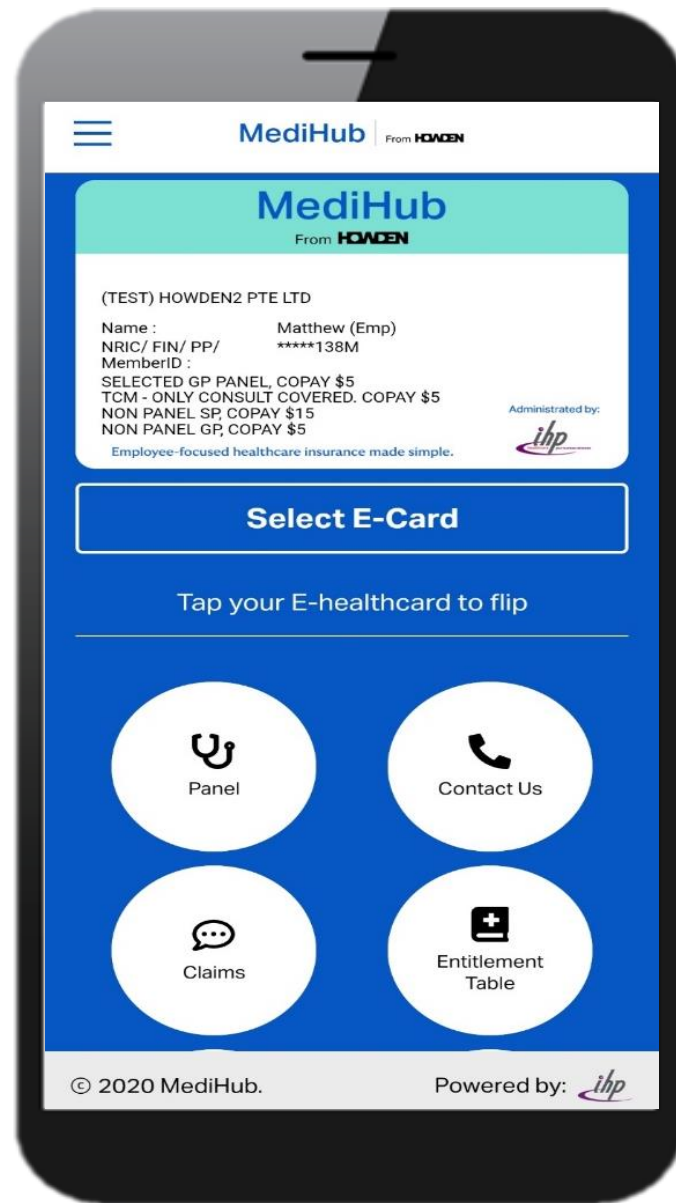 MediHub From HOWDEN
MediHub
From HOWDEN
(TEST) HOWDEN2 PTE LTD
Name : Matthew (Emp)
NRIC/ FIN/ PP/ *****138M
MemberID :
SELECTED GP PANEL, COPAY $5
TCM - ONLY CONSULT COVERED. COPAY $5
NON PANEL SP, COPAY $15
NON PANEL GP, COPAY $5
Administrated by:
ihp
Employee-focused healthcare insurance made simple.
Select E-Card
Tap your E-healthcard to flip
Panel
Contact Us
Claims
Entitlement
Table
© 2020 MediHub.
Powered by: ihp